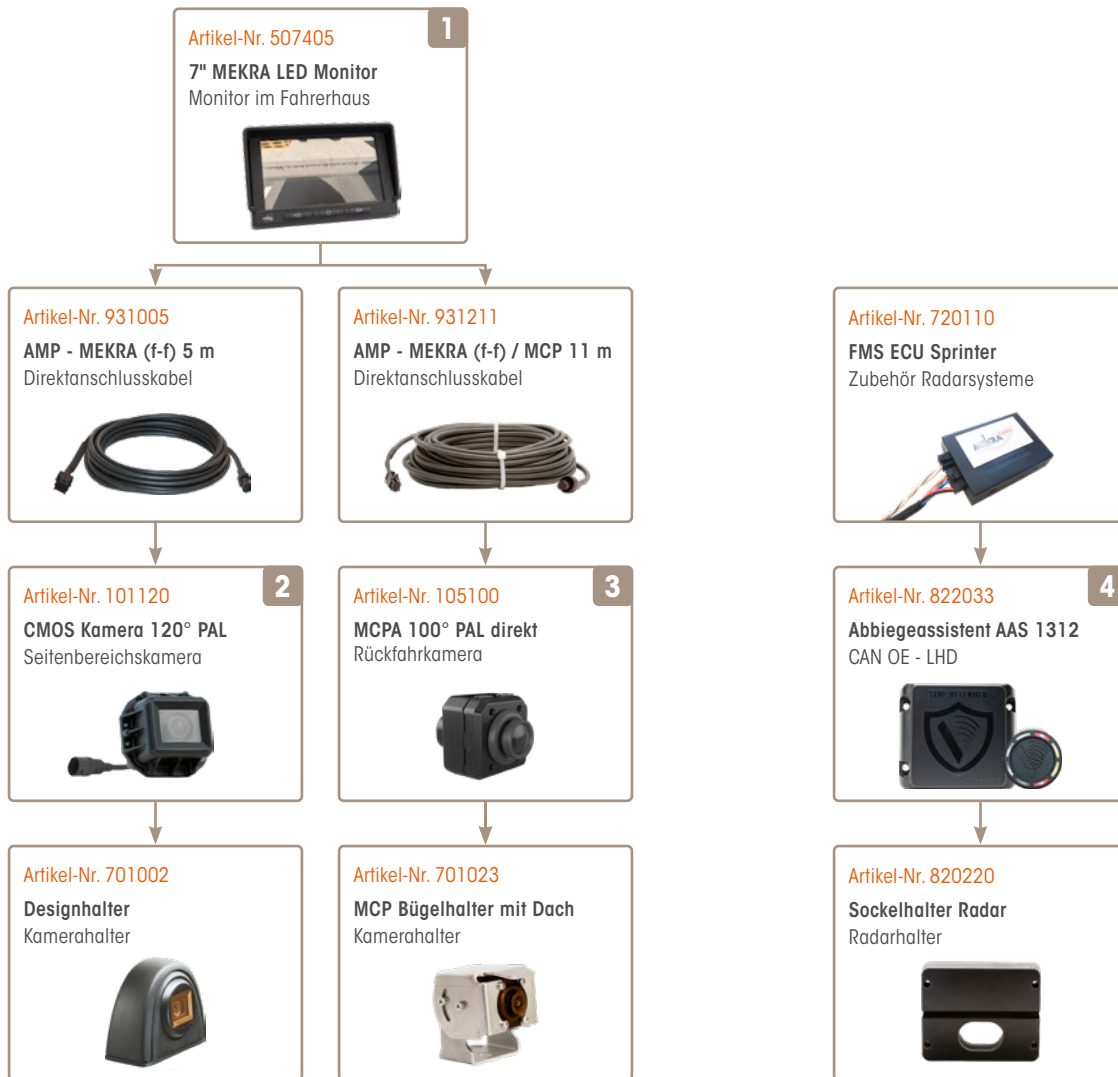 1
Artikel-Nr. 507405
7" MEKRA LED Monitor
Monitor im Fahrerhaus
Artikel-Nr. 931005
AMP - MEKRA (f-f) 5 m
Direktanschlusskabel
Artikel-Nr. 931211
AMP - MEKRA (f-f) / MCP 11 m
Direktanschlusskabel
Artikel-Nr. 720110
FMS ECU Sprinter
Zubehör Radarsysteme
MEKRA
2
Artikel-Nr. 101120
CMOS Kamera 120° PAL
Seitenbereichskamera
3
Artikel-Nr. 105100
MCPA 100° PAL direkt
Rückfahrkamera
4
Artikel-Nr. 822033
Abbiegeassistent AAS 1312
CAN OE - LHD
SIDE DEFENDER
Artikel-Nr. 701002
Designhalter
Kamerahalter
Artikel-Nr. 701023
MCP Bügelhalter mit Dach
Kamerahalter
Artikel-Nr. 820220
Sockelhalter Radar
Radarhalter